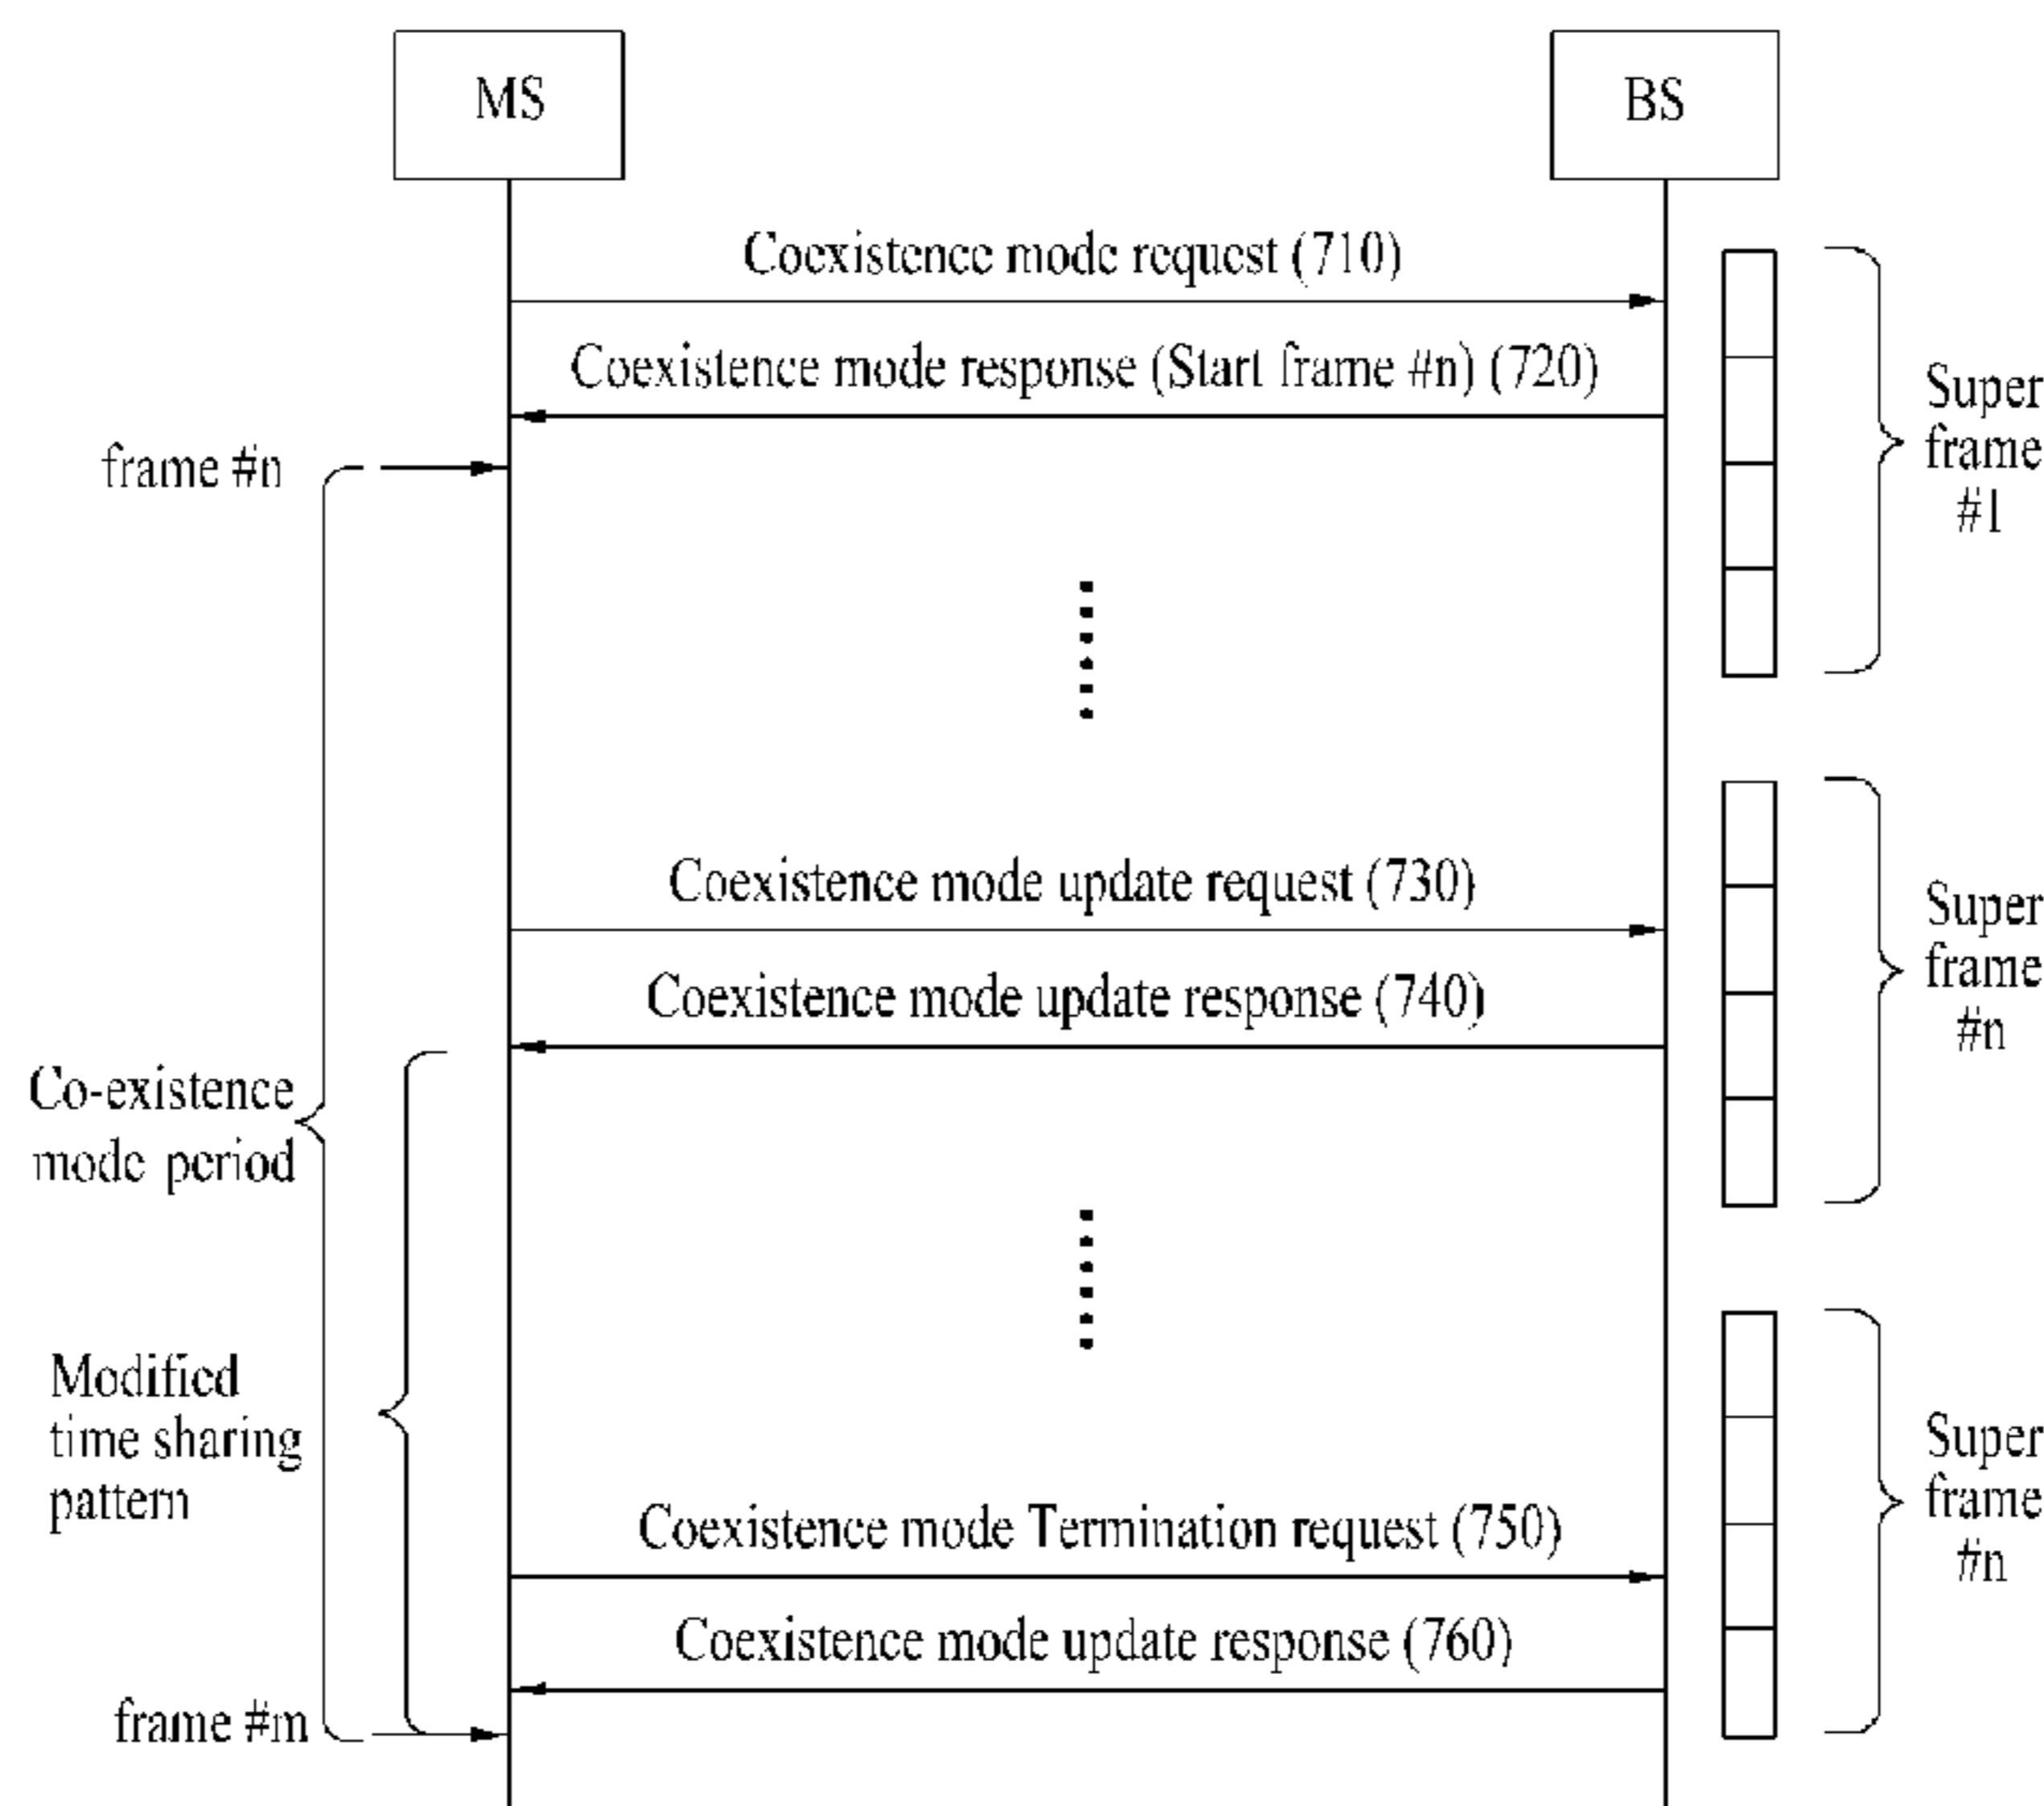 MS
BS
Coexistence mode request (710)
Coexistence mode response (Start frame #n) (720)
frame #n
Super
frame
#1
Coexistence mode update request (730)
Coexistence mode update response (740)
Super
frame
#n
Co-existence
mode period
Modified
time sharing
pattern
Coexistence mode Termination request (750)
Coexistence mode update response (760)
Super
frame
#n
frame #m